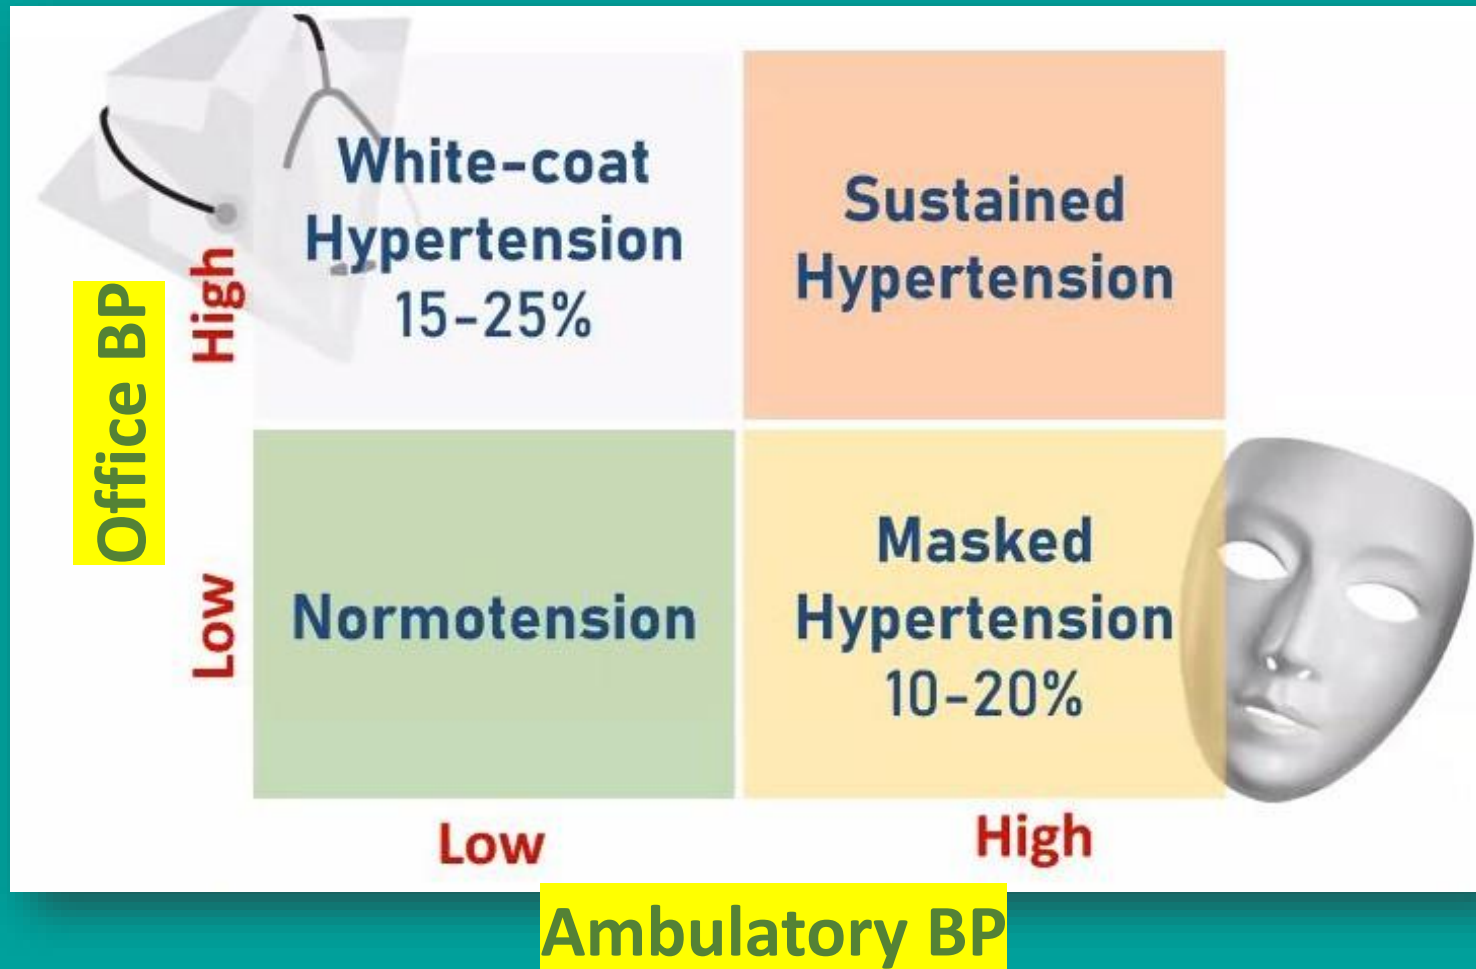 White-coat
Hypertension
15-25%
Sustained
Hypertension
Office BP
High
Low
Normotension
Masked
Hypertension
10-20%
Low
High
Ambulatory BP